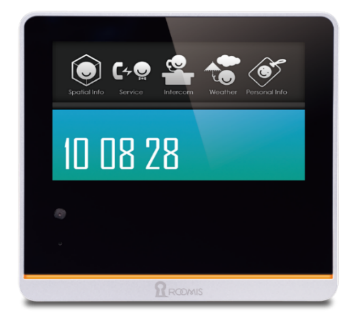 Spatial Info Service Intercom Weather Personal Info
10 08 28
ROOMIS